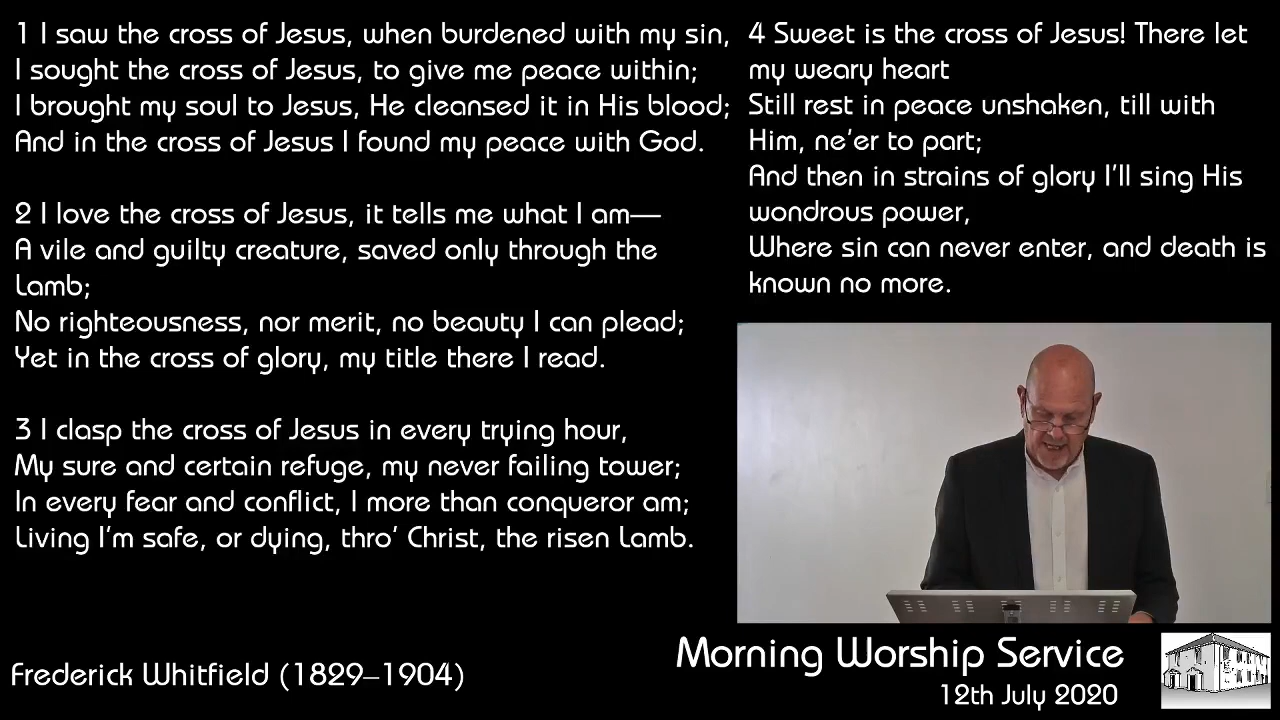 1 I saw the cross of Jesus, when burdened with my sin,
I sought the cross of Jesus, to give me peace within;
I brought my soul to Jesus, He cleansed it in His blood;
And in the cross of Jesus I found my peace with God.
2 I love the cross of Jesus, it tells me what I am—
A vile and guilty creature, saved only through the
Lamb;
No righteousness, nor merit, no beauty I can plead;
Yet in the cross of glory, my title there I read.
3 I clasp the cross of Jesus in every trying hour,
My sure and certain refuge, my never failing tower;
In every fear and conflict, I more than conqueror am;
Living I'm safe, or dying, thro' Christ, the risen Lamb.
4 Sweet is the cross of Jesus! There let
my weary heart
Still rest in peace unshaken, till with
Him, ne'er to part;
And then in strains of glory I'll sing His
wondrous power,
Where sin can never enter, and death is
known no more.
Frederick Whitfield (1829–1904)
Morning Worship Service
12th July 2020